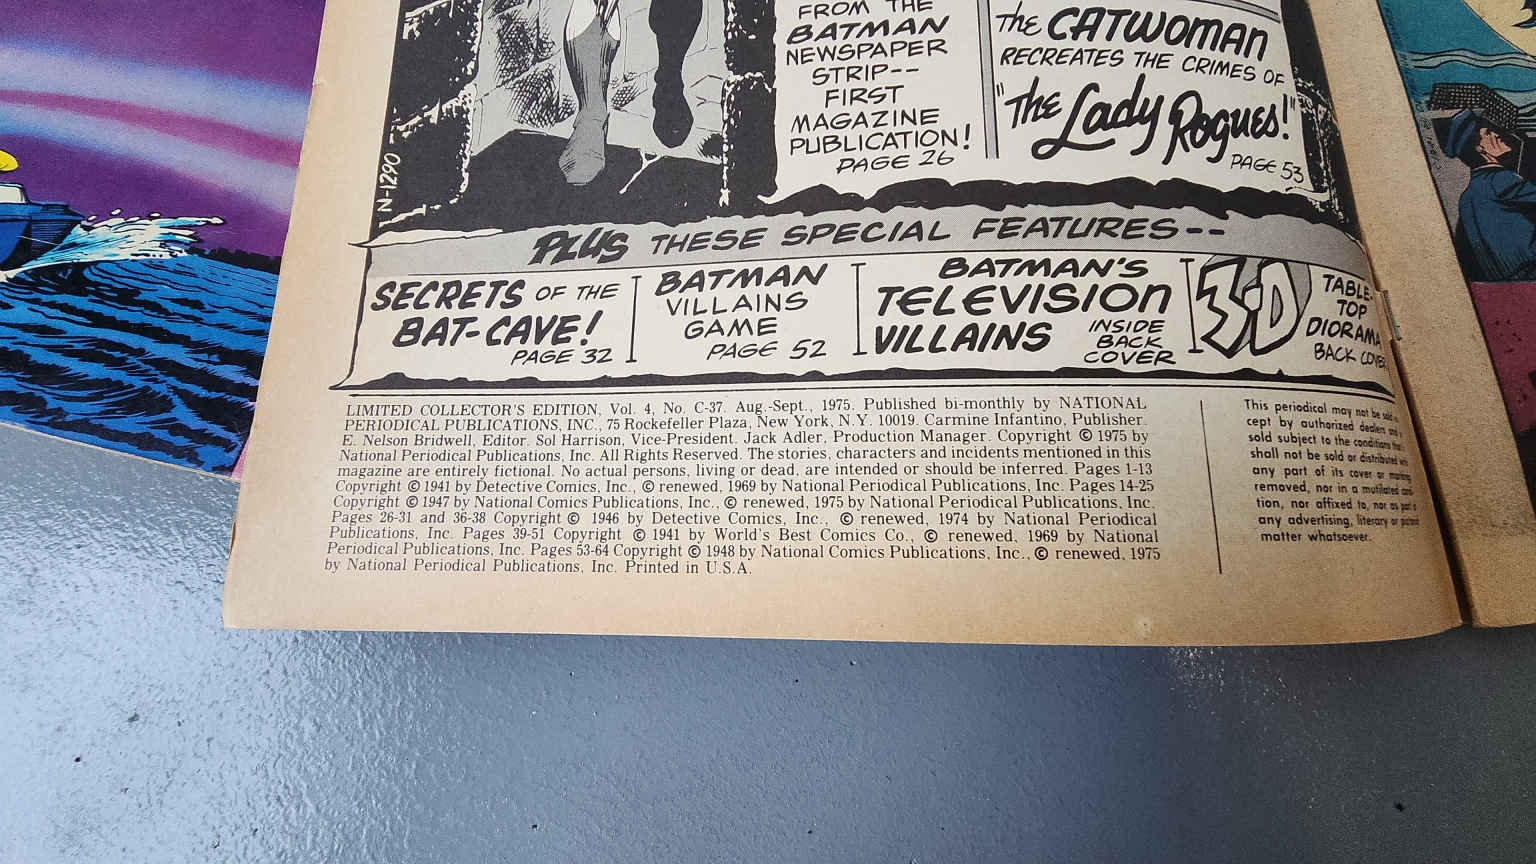 FROM THE
BATMAN
NEWSPAPER
STRIP--
FIRST
MAGAZINE
PUBLICATION!
PAGE 26
The CATWOMAN
RECREATES THE CRIMES OF
"The Lady Rogues!"
PAGE 53
N-1290
PLUS THESE SPECIAL FEATURES--
SECRETS OF THE
BAT-CAVE!
PAGE 32
BATMAN
VILLAINS
GAME
PAGE 52
BATMAN'S
TELEVISION
VILLAINS
INSIDE
BACK
COVER
3-D
TABLE-
TOP
DIORAMA
BACK COVER
LIMITED COLLECTOR'S EDITION, Vol. 4, No. C-37. Aug.-Sept., 1975. Published bi-monthly by NATIONAL
PERIODICAL PUBLICATIONS, INC., 75 Rockefeller Plaza, New York, N.Y. 10019. Carmine Infantino, Publisher.
E. Nelson Bridwell, Editor. Sol Harrison, Vice-President. Jack Adler, Production Manager. Copyright © 1975 by
National Periodical Publications, Inc. All Rights Reserved. The stories, characters and incidents mentioned in this
magazine are entirely fictional. No actual persons, living or dead, are intended or should be inferred. Pages 1-13
Copyright © 1941 by Detective Comics, Inc., © renewed, 1969 by National Periodical Publications, Inc. Pages 14-25
Copyright © 1947 by National Comics Publications, Inc., © renewed, 1975 by National Periodical Publications, Inc.
Pages 26-31 and 36-38 Copyright © 1946 by Detective Comics, Inc., © renewed, 1974 by National Periodical
Publications, Inc. Pages 39-51 Copyright © 1941 by World's Best Comics Co., © renewed, 1969 by National
Periodical Publications, Inc. Pages 53-64 Copyright © 1948 by National Comics Publications, Inc., © renewed, 1975
by National Periodical Publications, Inc. Printed in U.S.A.
This periodical may not be sold
cept by authorized dealers and
sold subject to the conditions
shall not be sold or distributed with
any part of its cover or marking
removed, nor in a mutilated
tion, nor affixed to, nor as part
any advertising, literary or
matter whatsoever.